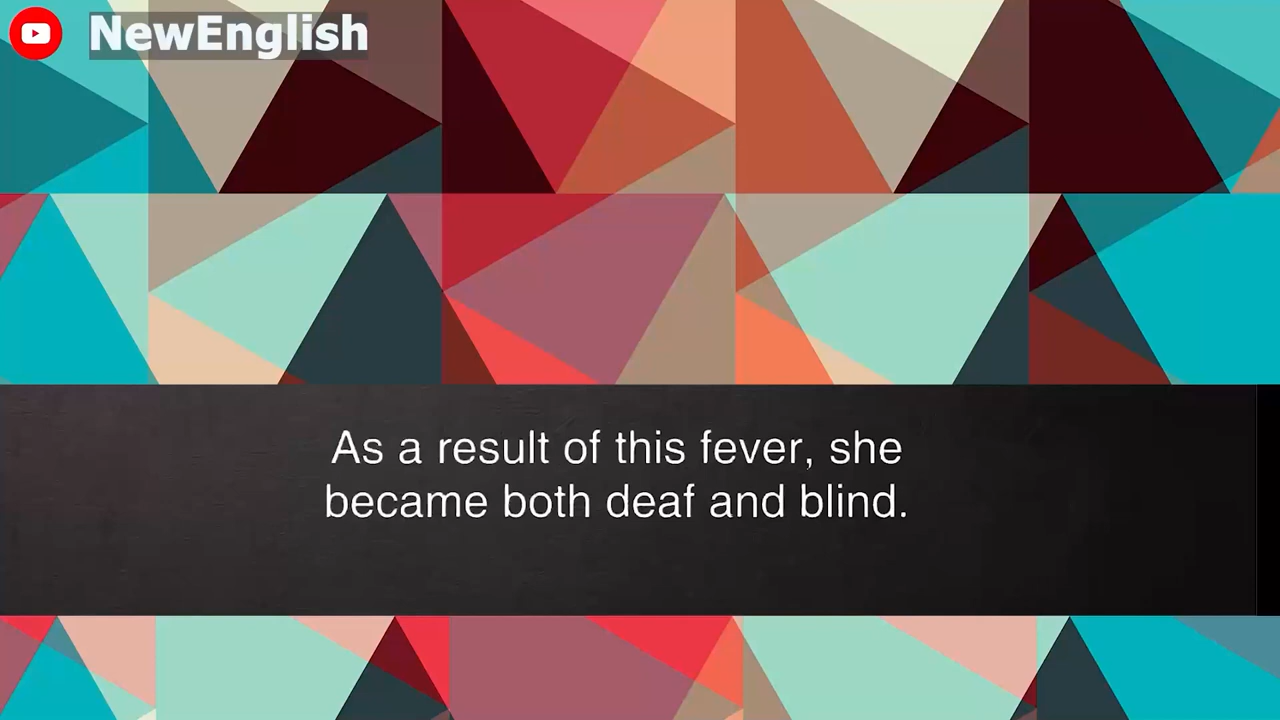 NewEnglish
As a result of this fever, she
became both deaf and blind.